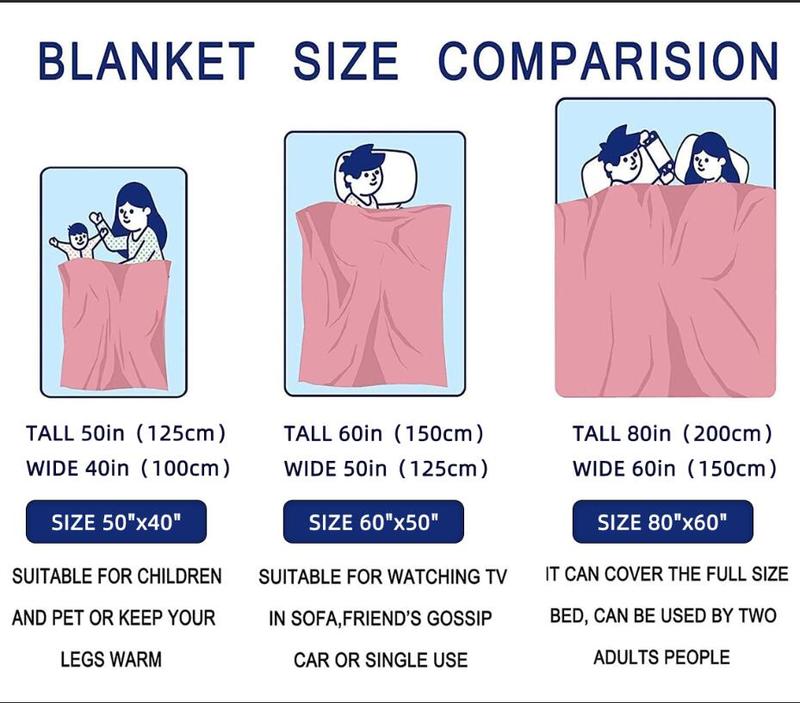 BLANKET SIZE COMPARISION
TALL 50in（125cm）
WIDE 40in（100cm）
SIZE 50"x40"
SUITABLE FOR CHILDREN
AND PET OR KEEP YOUR
LEGS WARM
TALL 60in（150cm）
WIDE 50in（125cm）
SIZE 60"x50"
SUITABLE FOR WATCHING TV
IN SOFA,FRIEND'S GOSSIP
CAR OR SINGLE USE
TALL 80in（200cm）
WIDE 60in（150cm）
SIZE 80"x60"
IT CAN COVER THE FULL SIZE
BED, CAN BE USED BY TWO
ADULTS PEOPLE